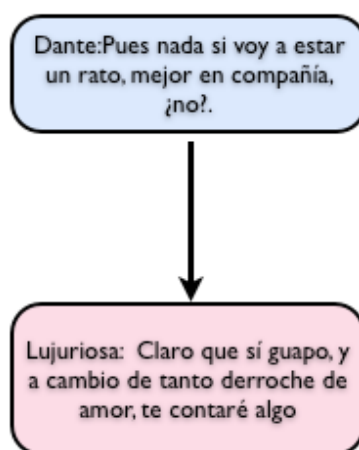 Dante:Pues nada si voy a estar
un rato, mejor en compañía,
¿no?.
Lujuriosa:  Claro que sí guapo, y
a cambio de tanto derroche de
amor, te contaré algo